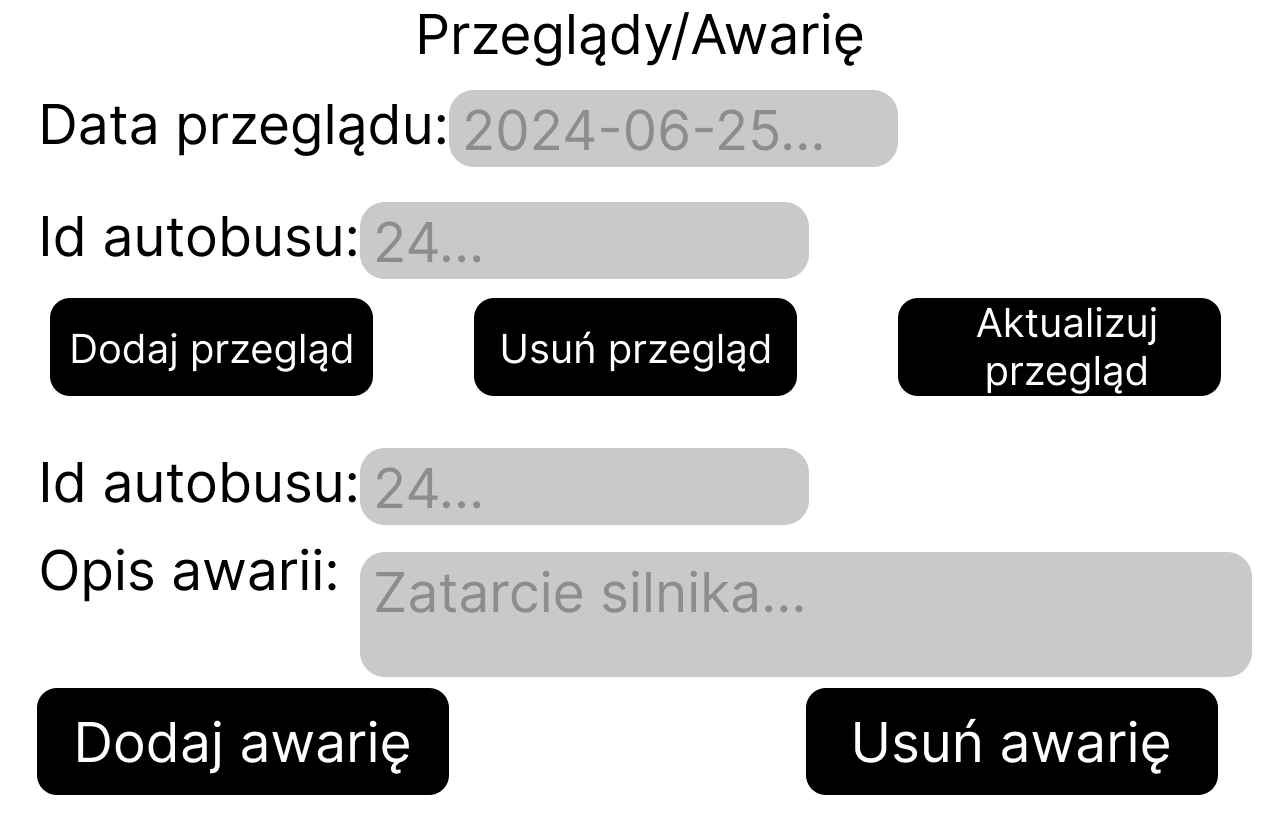 Przeglądy/Awarię
Data przeglądu: 2024-06-25...
Id autobusu: 24...
Dodaj przegląd
Usuń przegląd
Aktualizuj
przegląd
Id autobusu: 24...
Opis awarii: Zatarcie silnika...
Dodaj awarię
Usuń awarię